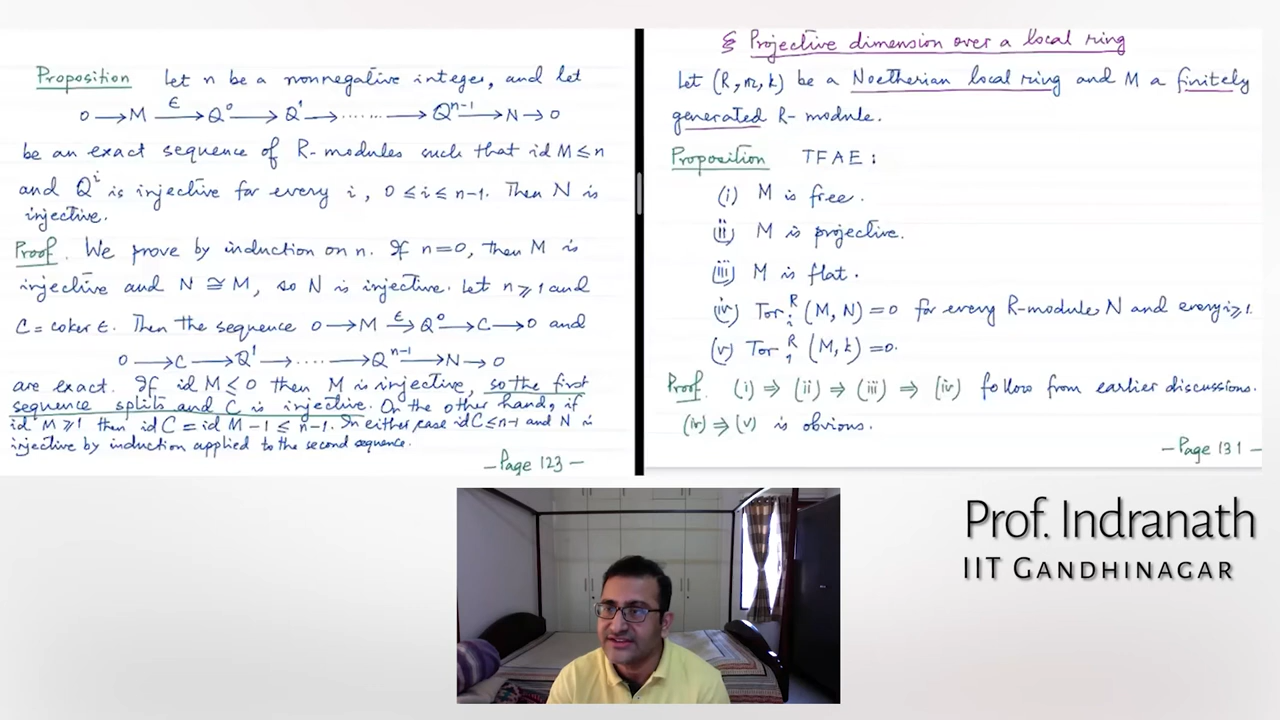 Proposition Let n be a nonnegative integer, and let
0 → M →ε Q⁰ → Q¹ → ....... → Qⁿ⁻¹ → N → 0
be an exact sequence of R-modules such that id M ≤ n
and Qⁱ is injective for every i, 0 ≤ i ≤ n-1. Then N is
injective.
Proof. We prove by induction on n. If n=0, then M is
injective and N ≅ M, so N is injective. Let n ≥ 1 and
C = coker ε. Then the sequence 0 → M →ε Q⁰ → C → 0 and
0 → C → Q¹ → .... → Qⁿ⁻¹ → N → 0
are exact. If id M ≤ 0 then M is injective, so the first
sequence splits and C is injective. On the other hand, if
id M ≥ 1 then id C = id M - 1 ≤ n-1. In either case id C ≤ n-1 and N is
injective by induction applied to the second sequence.
- Page 123 -
§ Projective dimension over a local ring
Let (R, m, k) be a Noetherian local ring and M a finitely
generated R-module.
Proposition TFAE:
(i) M is free.
(ii) M is projective.
(iii) M is flat.
(iv) Torᵢᴿ (M, N) = 0 for every R-module N and every i ≥ 1.
(v) Tor₁ᴿ (M, k) = 0.
Proof. (i) ⇒ (ii) ⇒ (iii) ⇒ (iv) follow from earlier discussions.
(iv) ⇒ (v) is obvious.
- Page 131 -
Prof. Indranath
IIT GANDHINAGAR